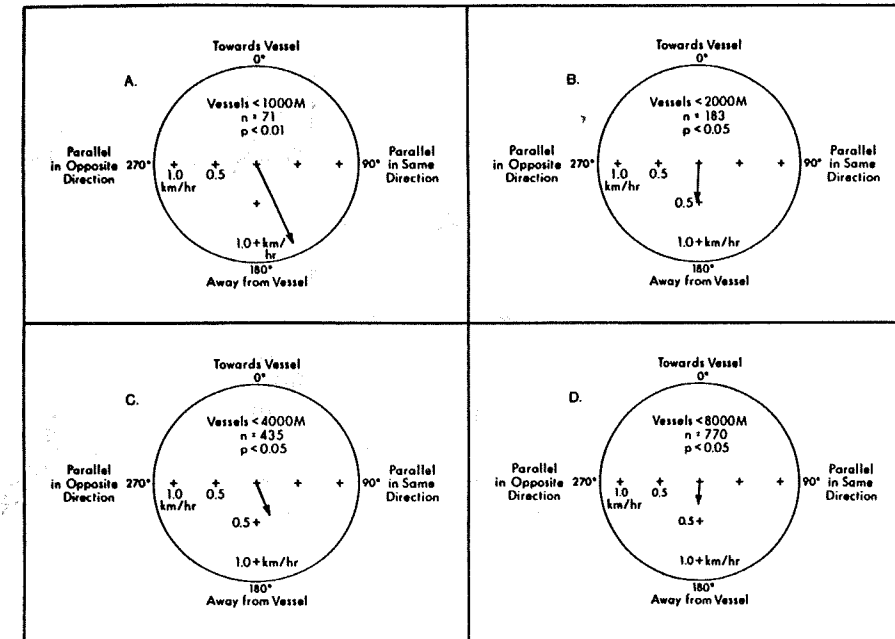 Towards Vessel
0°
A.
Vessels <1000M
n = 71
p <0.01
Parallel
in Opposite 270°
Direction
1.0
km/hr
0.5
90° Parallel
in Same
Direction
1.0+km/
hr
180°
Away from Vessel
Towards Vessel
0°
B.
Vessels <2000M
n = 183
p <0.05
Parallel
in Opposite 270°
Direction
1.0
km/hr
0.5
90° Parallel
in Same
Direction
0.5
1.0+km/hr
180°
Away from Vessel
Towards Vessel
0°
C.
Vessels <4000M
n = 435
p <0.05
Parallel
in Opposite 270°
Direction
1.0
km/hr
0.5
90° Parallel
in Same
Direction
0.5
1.0+km/hr
180°
Away from Vessel
Towards Vessel
0°
D.
Vessels <8000M
n = 770
p <0.05
Parallel
in Opposite 270°
Direction
1.0
km/hr
0.5
90° Parallel
in Same
Direction
0.5
1.0+km/hr
180°
Away from Vessel